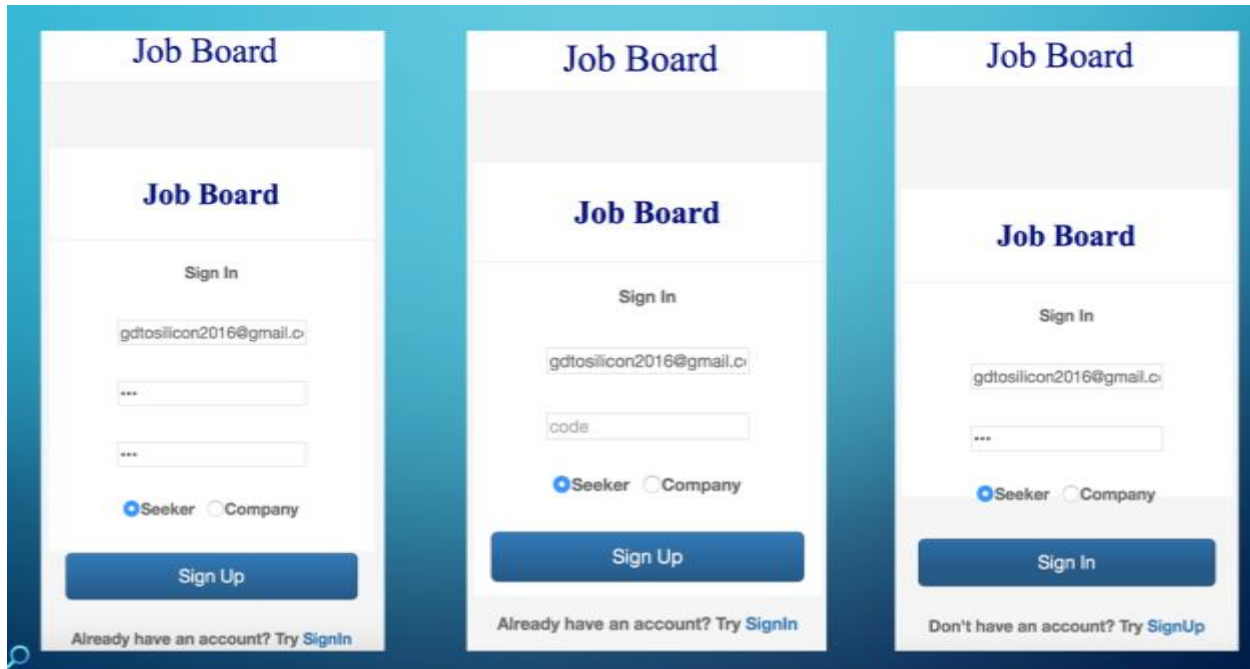 Job Board
Job Board
Sign In
gdtosilicon2016@gmail.c
•••
•••
Seeker Company
Sign Up
Already have an account? Try SignIn
Job Board
Job Board
Sign In
gdtosilicon2016@gmail.c
code
Seeker Company
Sign Up
Already have an account? Try SignIn
Job Board
Job Board
Sign In
gdtosilicon2016@gmail.c
•••
Seeker Company
Sign In
Don't have an account? Try SignUp